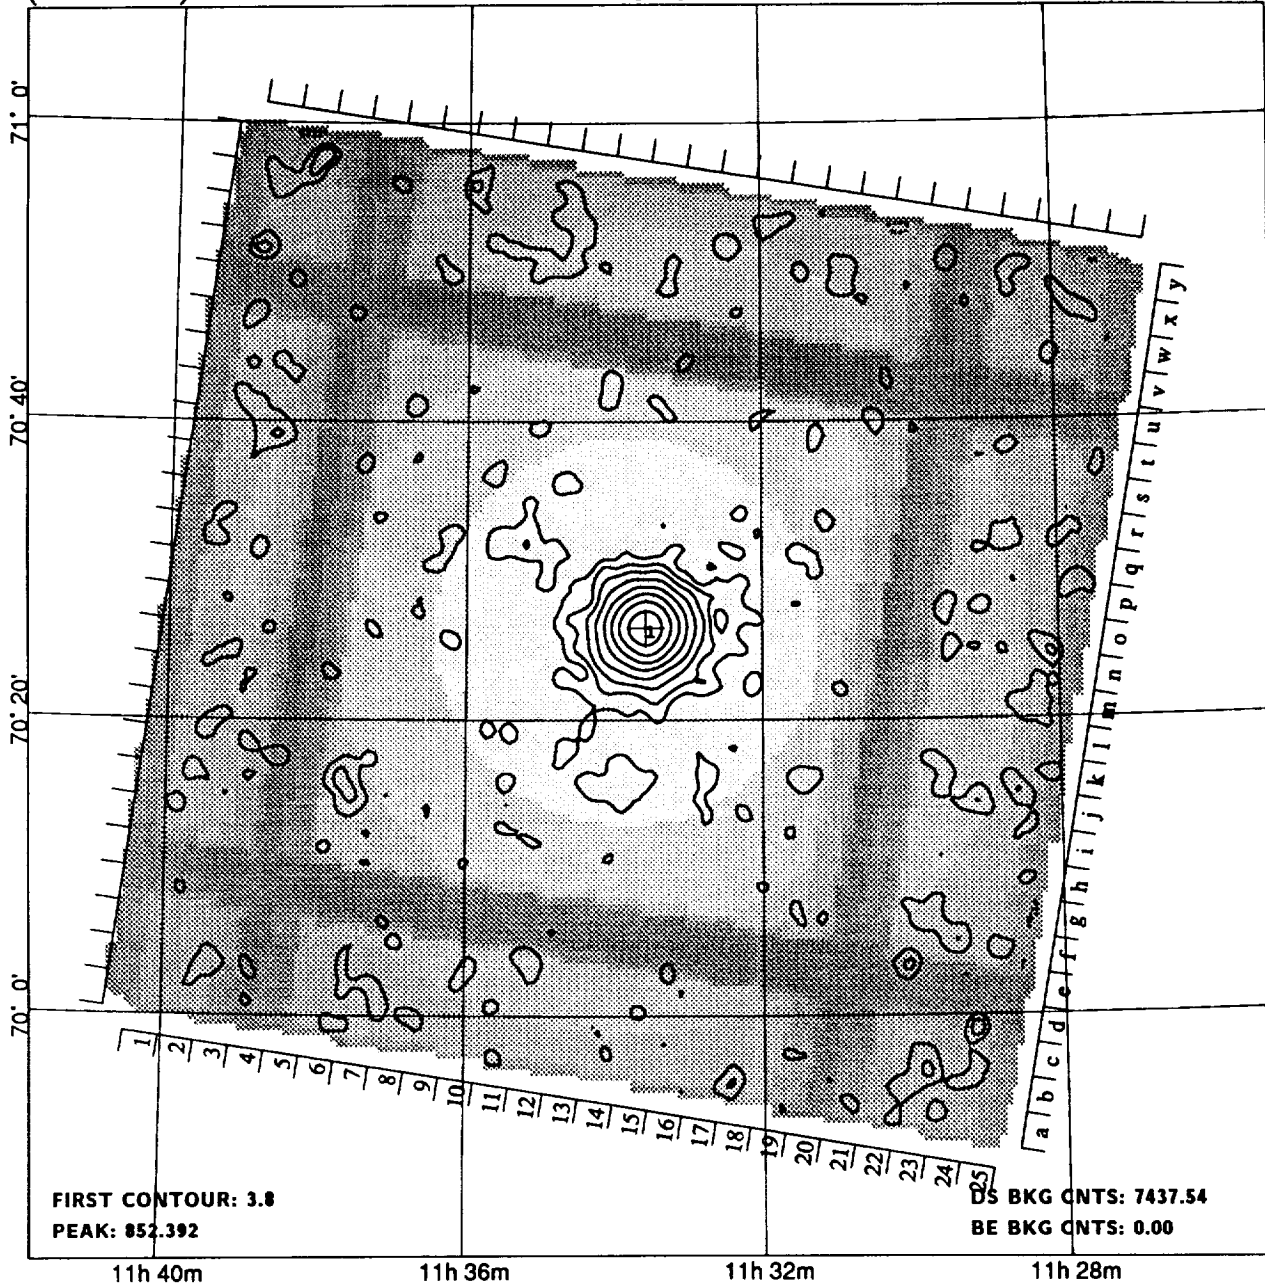 71° 0'
70° 40'
70° 20'
70° 0'
y
x
w
v
u
t
s
r
q
p
o
n
m
l
k
j
i
h
g
f
e
d
c
b
a
1 2 3 4 5 6 7 8 9 10 11 12 13 14 15 16 17 18 19 20 21 22 23 24 25
1
FIRST CONTOUR: 3.8
PEAK: 852.392
DS BKG CNTS: 7437.54
BE BKG CNTS: 0.00
11h 40m 11h 36m 11h 32m 11h 28m